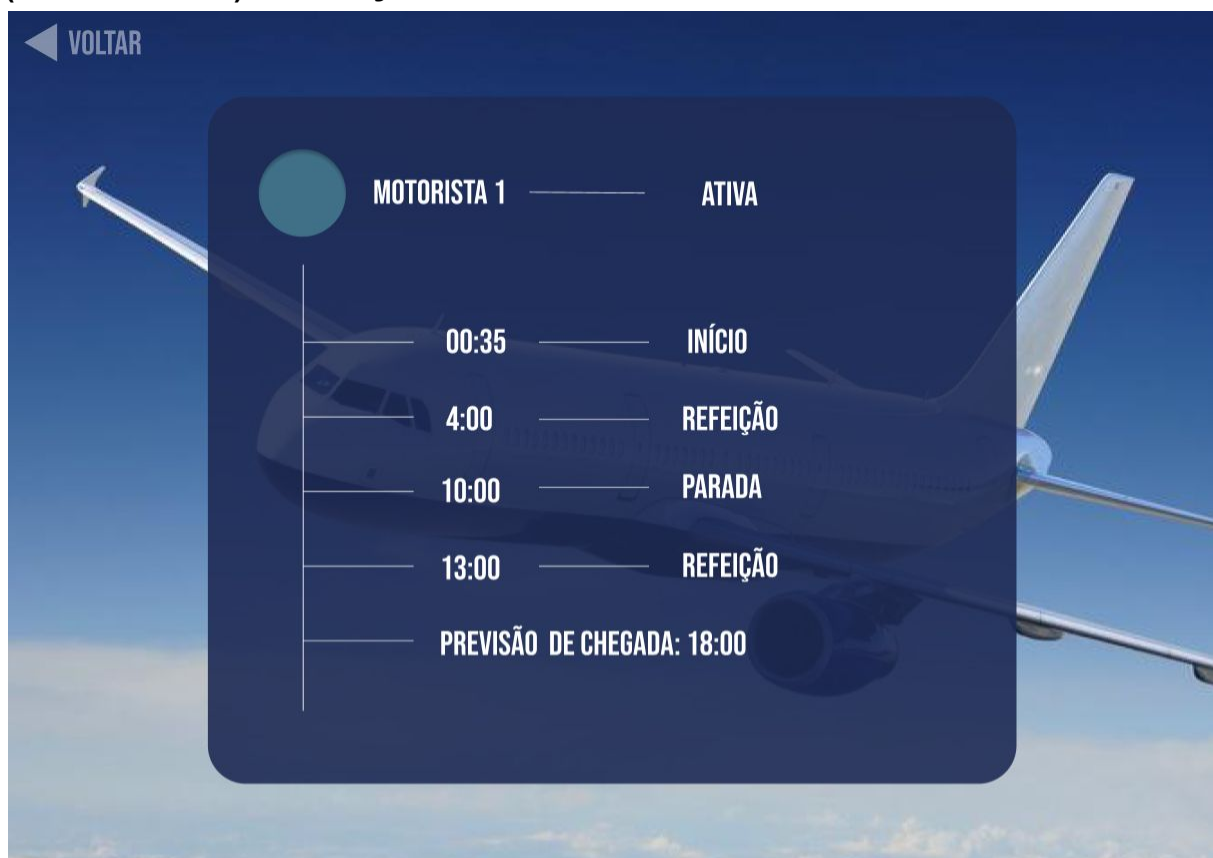 VOLTAR
MOTORISTA 1 ATIVA
00:35 INÍCIO
4:00 REFEIÇÃO
10:00 PARADA
13:00 REFEIÇÃO
PREVISÃO DE CHEGADA: 18:00